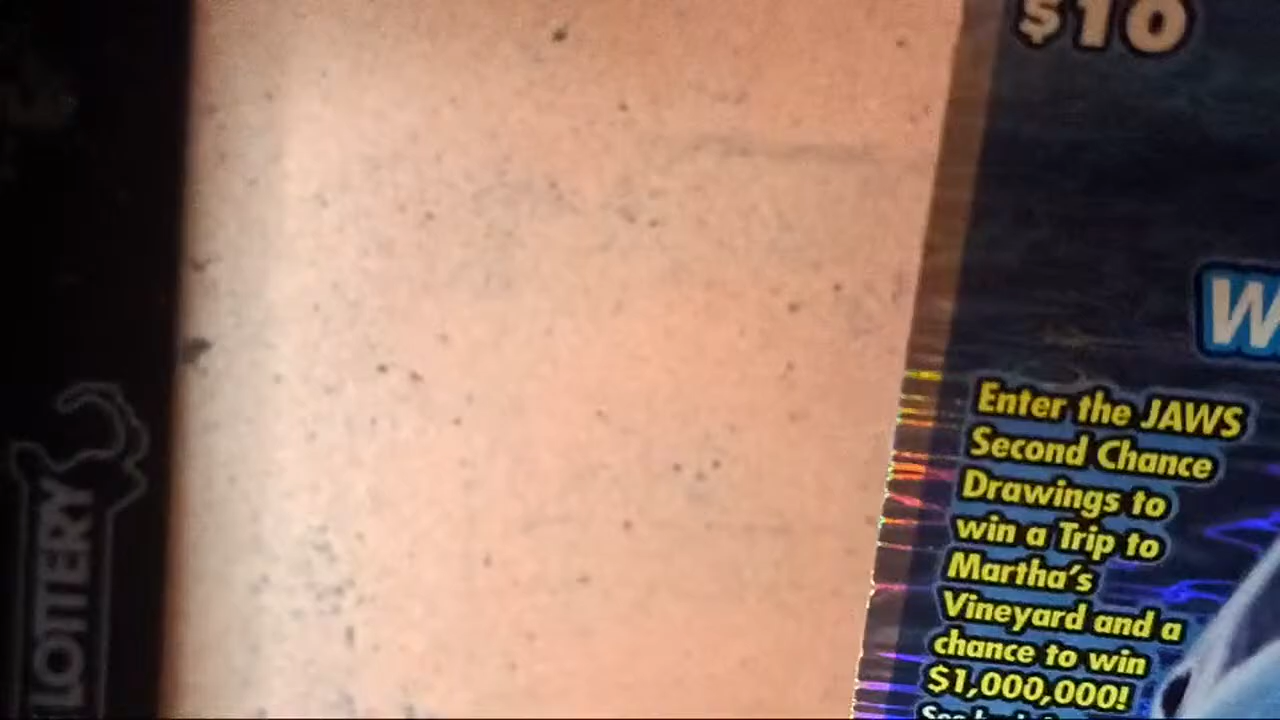 $10
W
Enter the JAWS
Second Chance
Drawings to
win a Trip to
Martha's
Vineyard and a
chance to win
$1,000,000!
See
LOTTERY